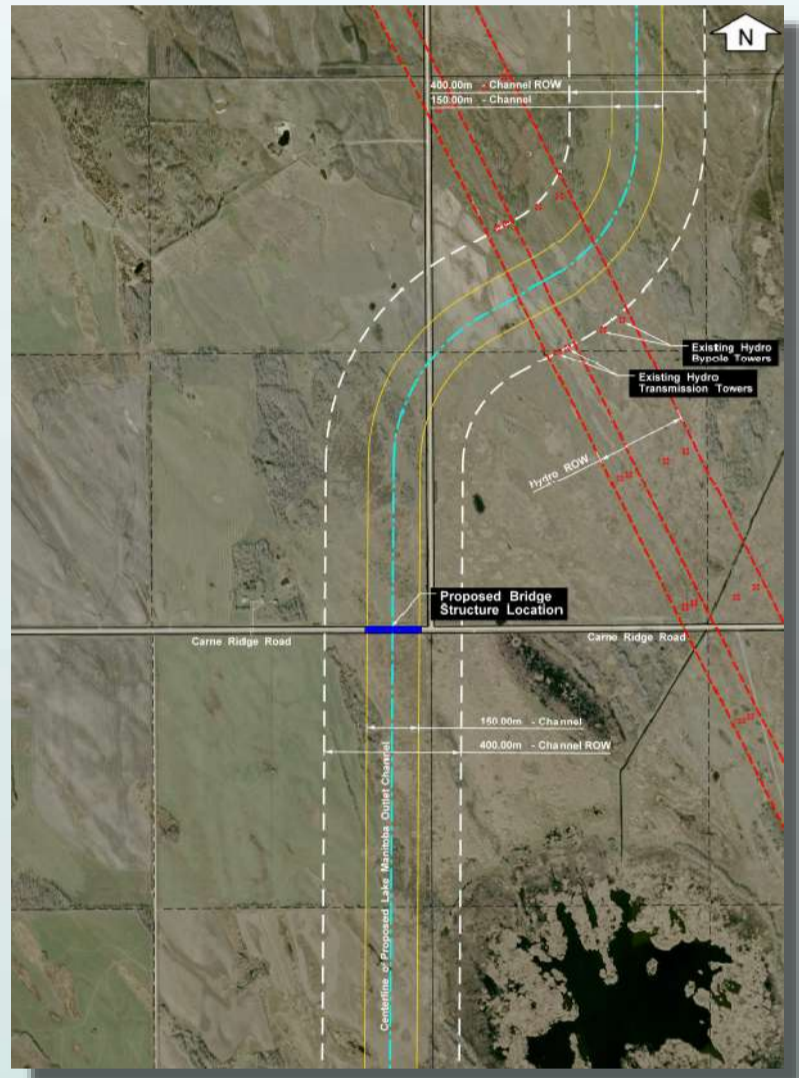 N
400.00m - Channel ROW
150.00m - Channel
Existing Hydro
Bypole Towers
Existing Hydro
Transmission Towers
Hydro ROW
Proposed Bridge
Structure Location
Carne Ridge Road
Carne Ridge Road
150.00m - Channel
400.00m - Channel ROW
Centerline of Proposed Lake Manitoba Outlet Channel